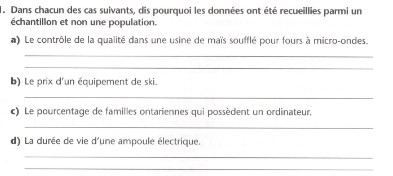 1. Dans chacun des cas suivants, dis pourquoi les données ont été recueillies parmi un
échantillon et non une population.
a) Le contrôle de la qualité dans une usine de maïs soufflé pour fours à micro-ondes.
b) Le prix d'un équipement de ski.
c) Le pourcentage de familles ontariennes qui possèdent un ordinateur.
d) La durée de vie d'une ampoule électrique.